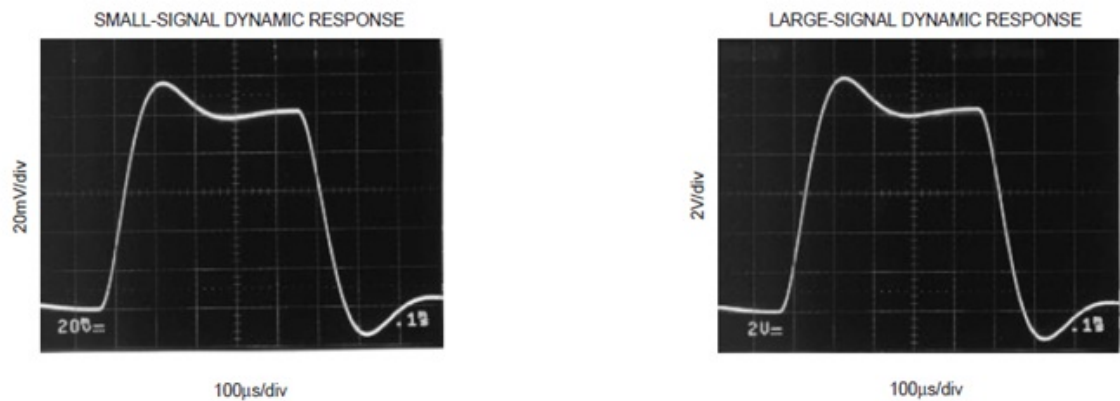 SMALL-SIGNAL DYNAMIC RESPONSE
20mV/div
100μs/div
LARGE-SIGNAL DYNAMIC RESPONSE
2V/div
2V=
100μs/div